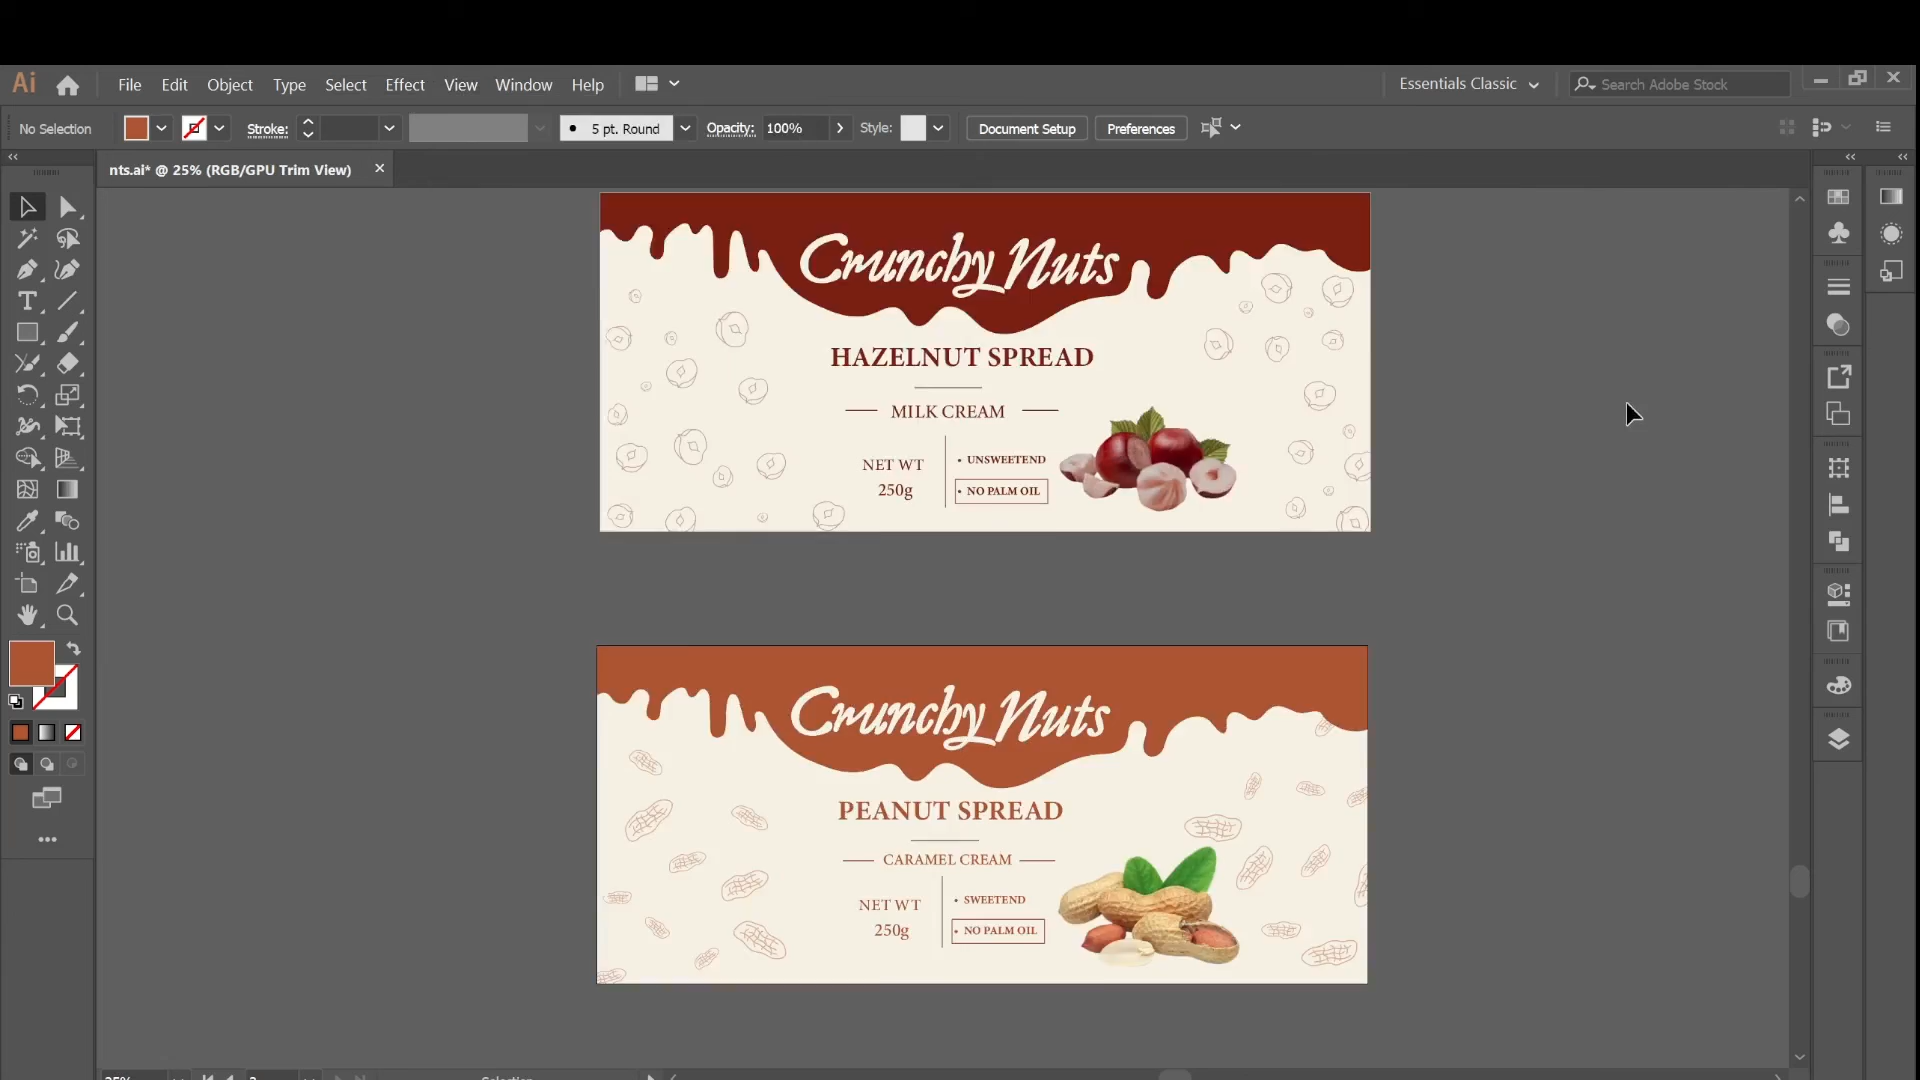 Ai File Edit Object Type Select Effect View Window Help Essentials Classic Search Adobe Stock
No Selection Stroke: 5 pt. Round Opacity: 100% Style: Document Setup Preferences
nts.ai* @ 25% (RGB/GPU Trim View)
Crunchy Nuts
HAZELNUT SPREAD
MILK CREAM
NET WT
250g
• UNSWEETEND
• NO PALM OIL
Crunchy Nuts
PEANUT SPREAD
CARAMEL CREAM
NET WT
250g
• SWEETEND
• NO PALM OIL